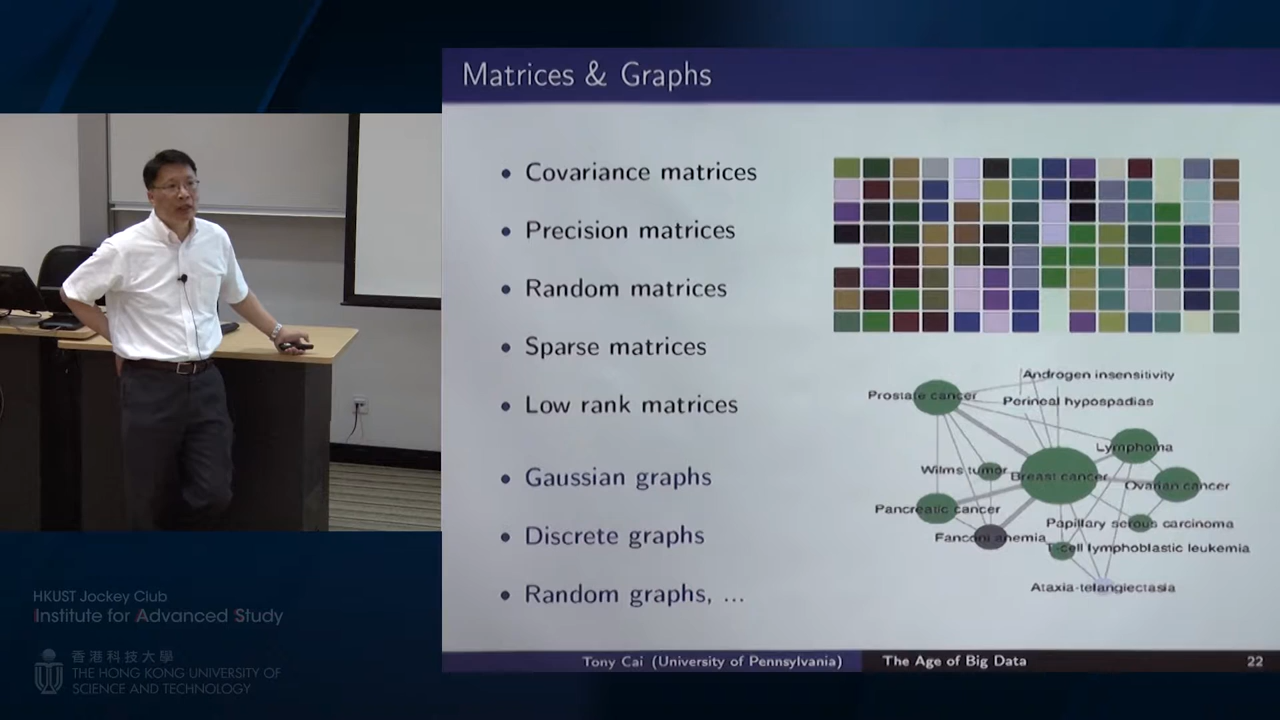 Matrices & Graphs
Covariance matrices
Precision matrices
Random matrices
Sparse matrices
Low rank matrices
Gaussian graphs
Discrete graphs
Random graphs, ...
Androgen insensitivity
Prostate cancer
Perineal hypospadias
Lymphoma
Wilms tumor
Breast cancer
Ovarian cancer
Pancreatic cancer
Papillary serous carcinoma
Fanconi anemia
T-cell lymphoblastic leukemia
Ataxia-telangiectasia
Tony Cai (University of Pennsylvania)
The Age of Big Data
22
HKUST Jockey Club
Institute for Advanced Study
香港科技大學
THE HONG KONG UNIVERSITY OF
SCIENCE AND TECHNOLOGY